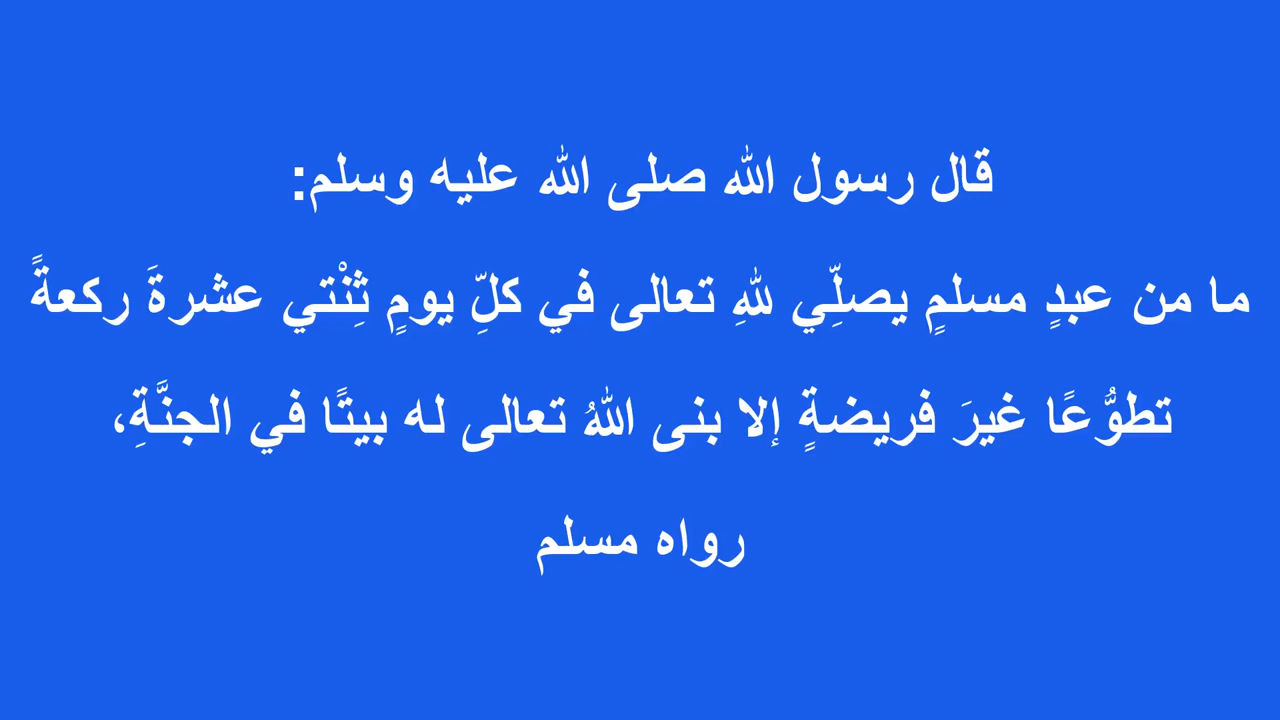 قال رسول الله صلى الله عليه وسلم:
ما من عبدٍ مسلمٍ يصلِّي للهِ تعالى في كلِّ يومٍ ثِنْتي عشرةَ ركعةً
تطوُّعًا غيرَ فريضةٍ إلا بنى اللهُ تعالى له بيتًا في الجنَّةِ،
رواه مسلم